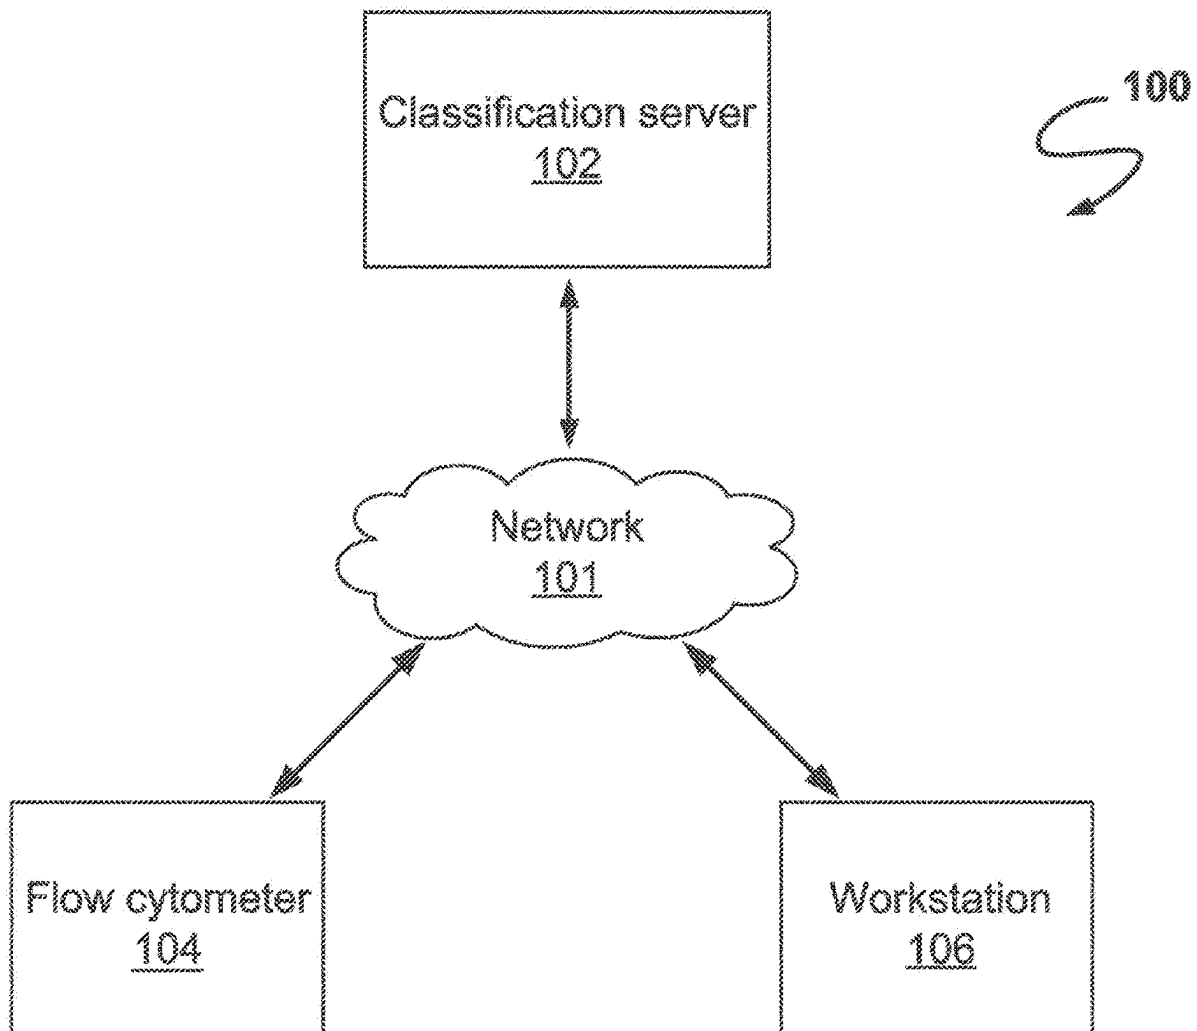 100
Classification server
102
Network
101
Flow cytometer
104
Workstation
106